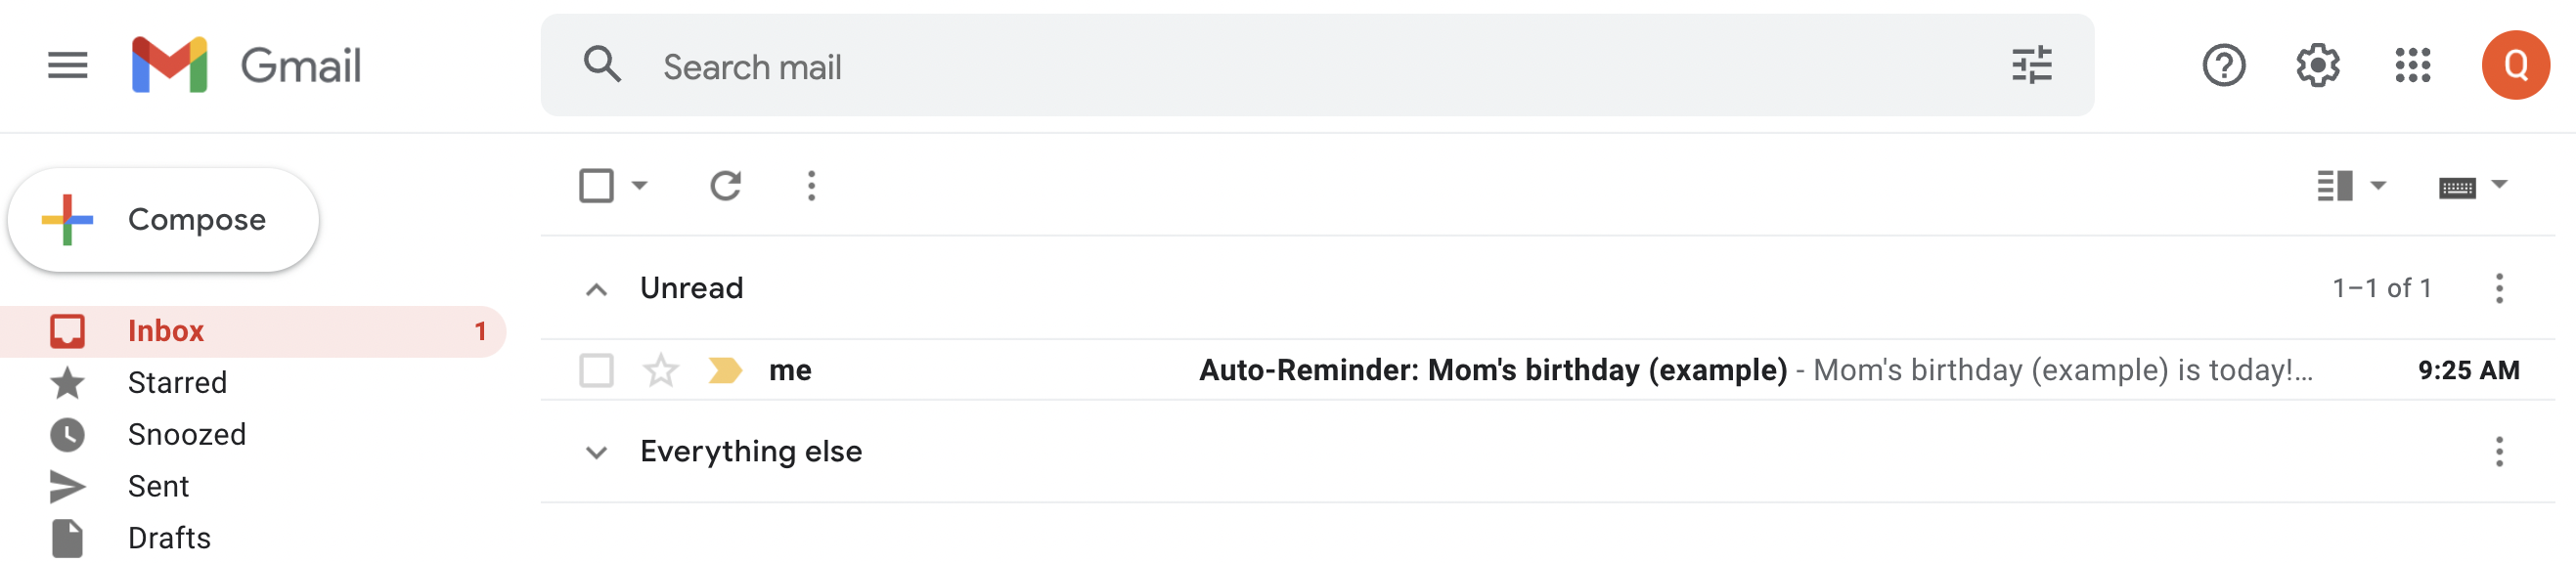 Gmail
Search mail
Q
Compose
Inbox 1
Starred
Snoozed
Sent
Drafts
Unread 1–1 of 1
me Auto-Reminder: Mom's birthday (example) - Mom's birthday (example) is today!... 9:25 AM
Everything else